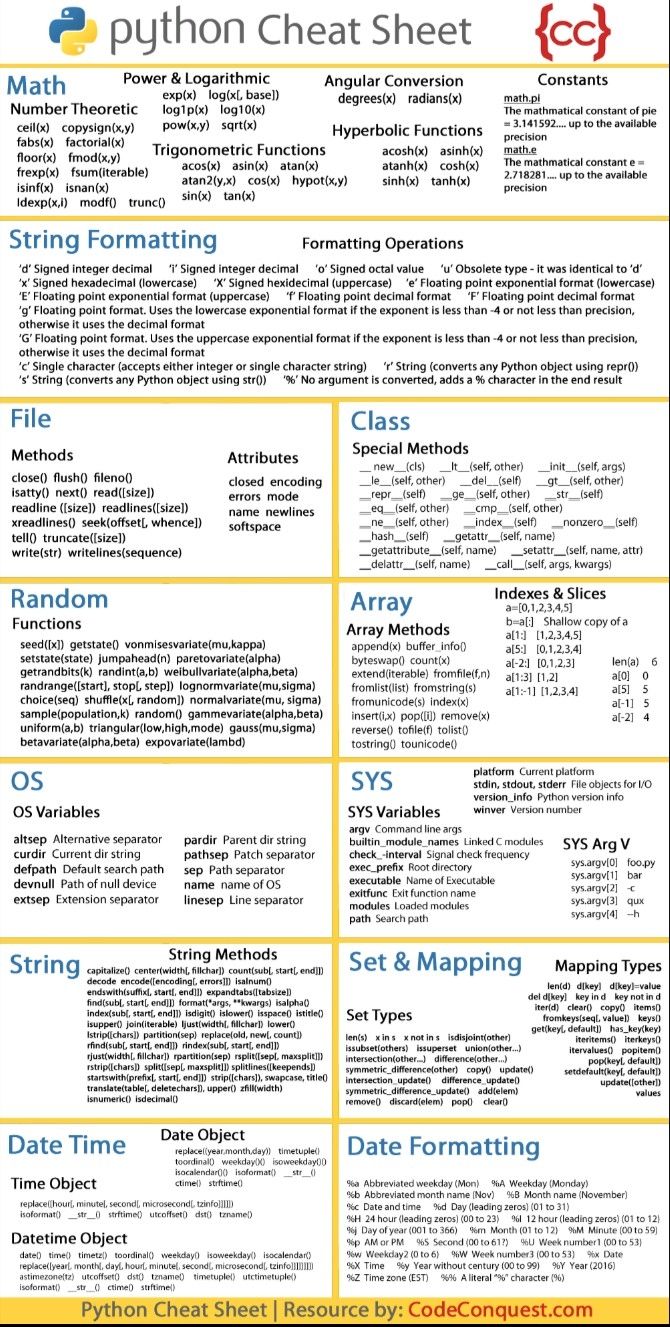 python Cheat Sheet
{cc}
Math
Number Theoretic
ceil(x) copysign(x,y)
fabs(x) factorial(x)
floor(x) fmod(x,y)
frexp(x) fsum(iterable)
isinf(x) isnan(x)
ldexp(x,i) modf() trunc()
Power & Logarithmic
exp(x) log(x[, base])
log1p(x) log10(x)
pow(x,y) sqrt(x)
Trigonometric Functions
acos(x) asin(x) atan(x)
atan2(y,x) cos(x) hypot(x,y)
sin(x) tan(x)
Angular Conversion
degrees(x) radians(x)
Hyperbolic Functions
acosh(x) asinh(x)
atanh(x) cosh(x)
sinh(x) tanh(x)
Constants
math.pi
The mathmatical constant of pie
= 3.141592.... up to the available
precision
math.e
The mathmatical constant e =
2.718281.... up to the available
precision
String Formatting
Formatting Operations
'd' Signed integer decimal 'i' Signed integer decimal 'o' Signed octal value 'u' Obsolete type - it was identical to 'd'
'x' Signed hexadecimal (lowercase) 'X' Signed hexidecimal (uppercase) 'e' Floating point exponential format (lowercase)
'E' Floating point exponential format (uppercase) 'f' Floating point decimal format 'F' Floating point decimal format
'g' Floating point format. Uses the lowercase exponential format if the exponent is less than -4 or not less than precision,
otherwise it uses the decimal format
'G' Floating point format. Uses the uppercase exponential format if the exponent is less than -4 or not less than precision,
otherwise it uses the decimal format
'c' Single character (accepts either integer or single character string) 'r' String (converts any Python object using repr())
's' String (converts any Python object using str()) '%' No argument is converted, adds a % character in the end result
File
Methods
close() flush() fileno()
isatty() next() read([size])
readline ([size]) readlines([size])
xreadlines() seek(offset[, whence])
tell() truncate([size])
write(str) writelines(sequence)
Attributes
closed encoding
errors mode
name newlines
softspace
Class
Special Methods
__ new__(cls) __lt__(self, other) __init__(self, args)
__le__(self, other) __del__(self) __gt__(self, other)
__repr__(self) __ge__(self, other) __str__(self)
__eq__(self, other) __cmp__(self, other)
__ne__(self, other) __index__(self) __nonzero__(self)
__hash__(self) __getattr__(self, name)
__getattribute__(self, name) __setattr__(self, name, attr)
__delattr__(self, name) __call__(self, args, kwargs)
Random
Functions
seed([x]) getstate() vonmisesvariate(mu,kappa)
setstate(state) jumpahead(n) paretovariate(alpha)
getrandbits(k) randint(a,b) weibullvariate(alpha,beta)
randrange([start], stop[, step]) lognormvariate(mu,sigma)
choice(seq) shuffle(x[, random]) normalvariate(mu, sigma)
sample(population,k) random() gammevariate(alpha,beta)
uniform(a,b) triangular(low,high,mode) gauss(mu,sigma)
betavariate(alpha,beta) expovariate(lambd)
Array
Array Methods
append(x) buffer_info()
byteswap() count(x)
extend(iterable) fromfile(f,n)
fromlist(list) fromstring(s)
fromunicode(s) index(x)
insert(i,x) pop([i]) remove(x)
reverse() tofile(f) tolist()
tostring() tounicode()
Indexes & Slices
a=[0,1,2,3,4,5]
b=a[:] Shallow copy of a
a[1:] [1,2,3,4,5]
a[5:] [0,1,2,3,4]
a[-2:] [0,1,2,3]
a[1:3] [1,2]
a[1:-1] [1,2,3,4]
len(a) 6
a[0] 0
a[5] 5
a[-1] 5
a[-2] 4
OS
OS Variables
altsep Alternative separator
curdir Current dir string
defpath Default search path
devnull Path of null device
extsep Extension separator
pardir Parent dir string
pathsep Patch separator
sep Path separator
name name of OS
linesep Line separator
SYS
SYS Variables
argv Command line args
builtin_module_names Linked C modules
check_-interval Signal check frequency
exec_prefix Root directory
executable Name of Executable
exitfunc Exit function name
modules Loaded modules
path Search path
platform Current platform
stdin, stdout, stderr File objects for I/O
version_info Python version info
winver Version number
SYS Arg V
sys.argv[0] foo.py
sys.argv[1] bar
sys.argv[2] -c
sys.argv[3] qux
sys.argv[4] --h
String
String Methods
capitalize() center(width[, fillchar]) count(sub[, start[, end]])
decode encode([encoding[, errors]]) isalnum()
endswith(suffix[, start[, end]]) expandtabs([tabsize])
find(sub[, start[, end]]) format(*args, **kwargs) isalpha()
index(sub[, start[, end]]) isdigit() islower() isspace() istitle()
isupper() join(iterable) ljust(width[, fillchar]) lower()
lstrip([chars]) partition(sep) replace(old, new[, count])
rfind(sub[, start[, end]]) rindex(sub[, start[, end]])
rjust(width[, fillchar]) rpartition(sep) rsplit([sep[, maxsplit]])
rstrip([chars]) split([sep[, maxsplit]) splitlines([keepends])
startswith(prefix[, start[, end]]) strip([chars]), swapcase, title()
translate(table[, deletechars]), upper() zfill(width)
isnumeric() isdecimal()
Set & Mapping
Set Types
len(s) x in s x not in s isdisjoint(other)
issubset(others) issuperset union(other...)
intersection(other...) difference(other...)
symmetric_difference(other) copy() update()
intersection_update() difference_update()
symmetric_difference_update() add(elem)
remove() discard(elem) pop() clear()
Mapping Types
len(d) d[key] d[key]=value
del d[key] key in d key not in d
iter(d) clear() copy() items()
fromkeys(seq[, value]) keys()
get(key[, default]) has_key(key)
iteritems() iterkeys()
itervalues() popitem()
pop(key[, default])
setdefault(key[, default])
update([other])
values
Date Time
Date Object
replace((year,month,day)) timetuple()
toordinal() weekday()() isoweekday()()
isocalendar()() isoformat() __str__()
ctime() strftime()
Time Object
replace([hour[, minute[, second[, microsecond[, tzinfo]]]]])
isoformat() __str__() strftime() utcoffset() dst() tzname()
Datetime Object
date() time() timetz() toordinal() weekday() isoweekday() isocalendar()
replace([year[, month[, day[, hour[, minute[, second[, microsecond[, tzinfo]]]]]]]])
astimezone(tz) utcoffset() dst() tzname() timetuple() utctimetuple()
isoformat() __str__() ctime() strftime()
Date Formatting
%a Abbreviated weekday (Mon) %A Weekday (Monday)
%b Abbreviated month name (Nov) %B Month name (November)
%c Date and time %d Day (leading zeros) (01 to 31)
%H 24 hour (leading zeros) (00 to 23) %I 12 hour (leading zeros) (01 to 12)
%j Day of year (001 to 366) %m Month (01 to 12) %M Minute (00 to 59)
%p AM or PM %S Second (00 to 61?) %U Week number1 (00 to 53)
%w Weekday2 (0 to 6) %W Week number3 (00 to 53) %x Date
%X Time %y Year without century (00 to 99) %Y Year (2016)
%Z Time zone (EST) %% A literal "%" character (%)
Python Cheat Sheet | Resource by: CodeConquest.com